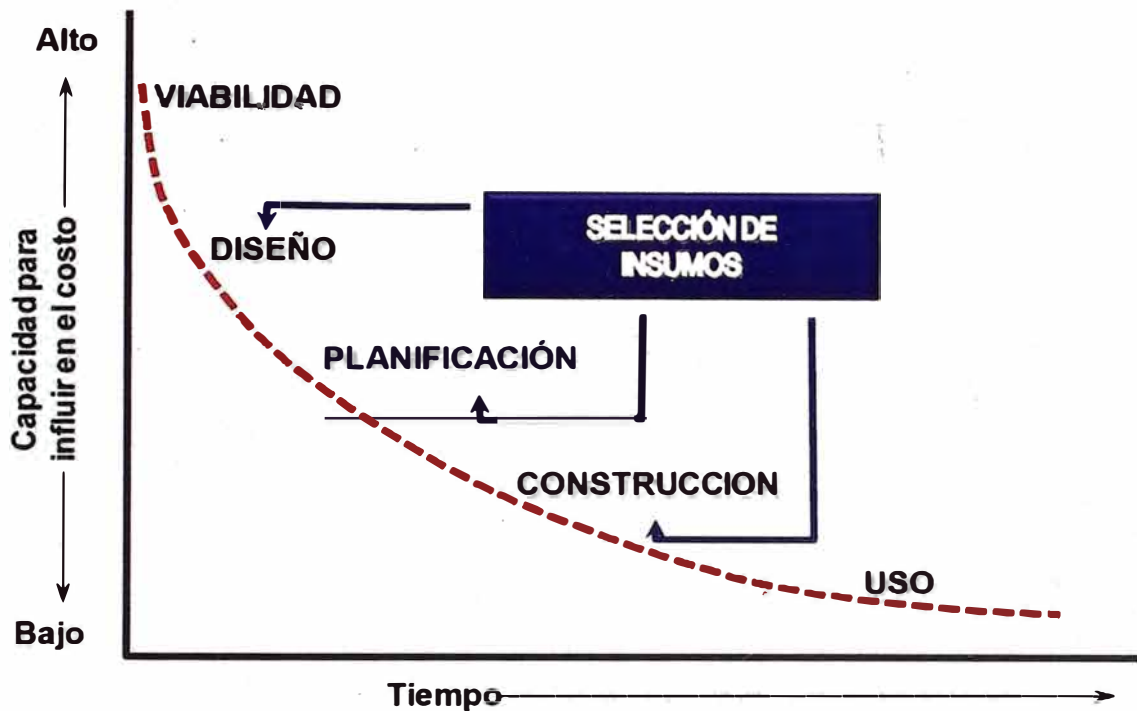 Alto
VIABILIDAD
SELECCIÓN DE
INSUMOS
DISEÑO
Capacidad para
influir en el costo
PLANIFICACIÓN
CONSTRUCCION
USO
Bajo
Tiempo